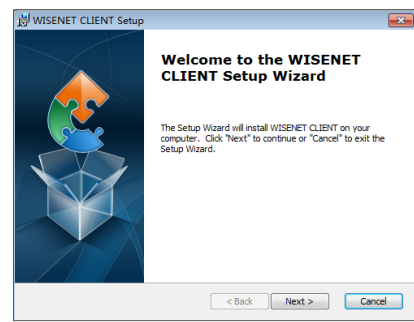 WISENET CLIENT Setup
Welcome to the WISENET
CLIENT Setup Wizard
The Setup Wizard will install WISENET CLIENT on your
computer. Click "Next" to continue or "Cancel" to exit the
Setup Wizard.
< Back Next > Cancel